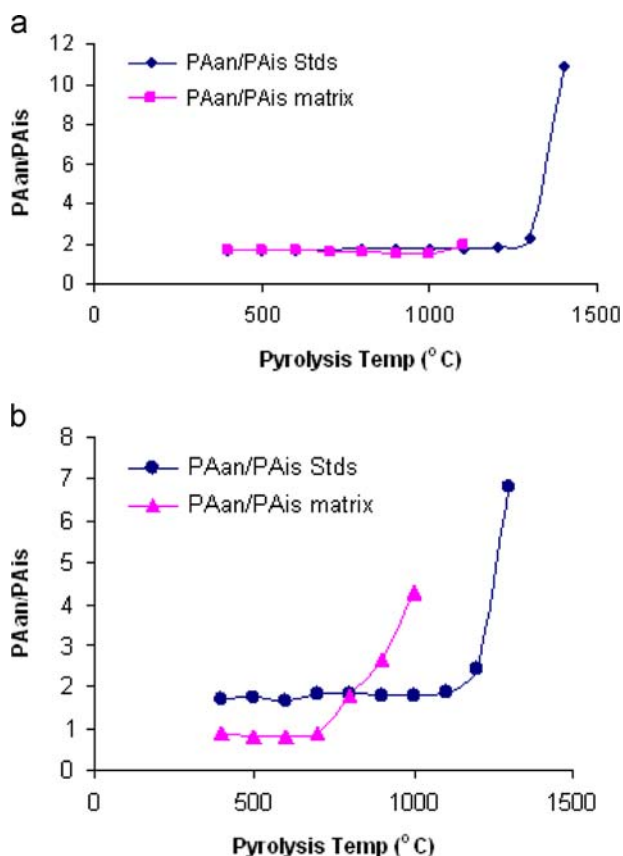 a
12
PAan/PAis Stds
10
PAan/PAis matrix
8
PAan/PAis
6
4
2
0
0 500 1000 1500
Pyrolysis Temp (°C)
b
8
PAan/PAis Stds
7
PAan/PAis matrix
6
5
PAan/PAis
4
3
2
1
0
0 500 1000 1500
Pyrolysis Temp (°C)